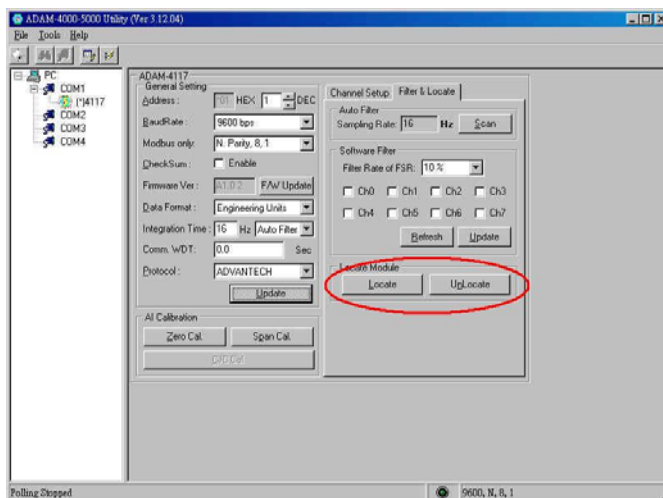 ADAM-4000-5000 Utility (Ver 3.12.04)
File Tools Help
PC
COM1
(*)4117
COM2
COM3
COM4
ADAM-4117
General Setting
Address : 01 HEX 1 DEC
BaudRate : 9600 bps
Modbus only: N. Parity, 8, 1
CheckSum : Enable
Firmware Ver : A1.0.2 F/W Update
Data Format : Engineering Units
Integration Time : 16 Hz Auto Filter
Comm. WDT: 0.0 Sec
Protocol : ADVANTECH
Update
AI Calibration
Zero Cal. Span Cal.
CJC Cal.
Channel Setup Filter & Locate
Auto Filter
Sampling Rate: 16 Hz Scan
Software Filter
Filter Rate of FSR: 10 %
Ch0 Ch1 Ch2 Ch3
Ch4 Ch5 Ch6 Ch7
Refresh Update
Locate Module
Locate UnLocate
Polling Stopped
9600, N, 8, 1